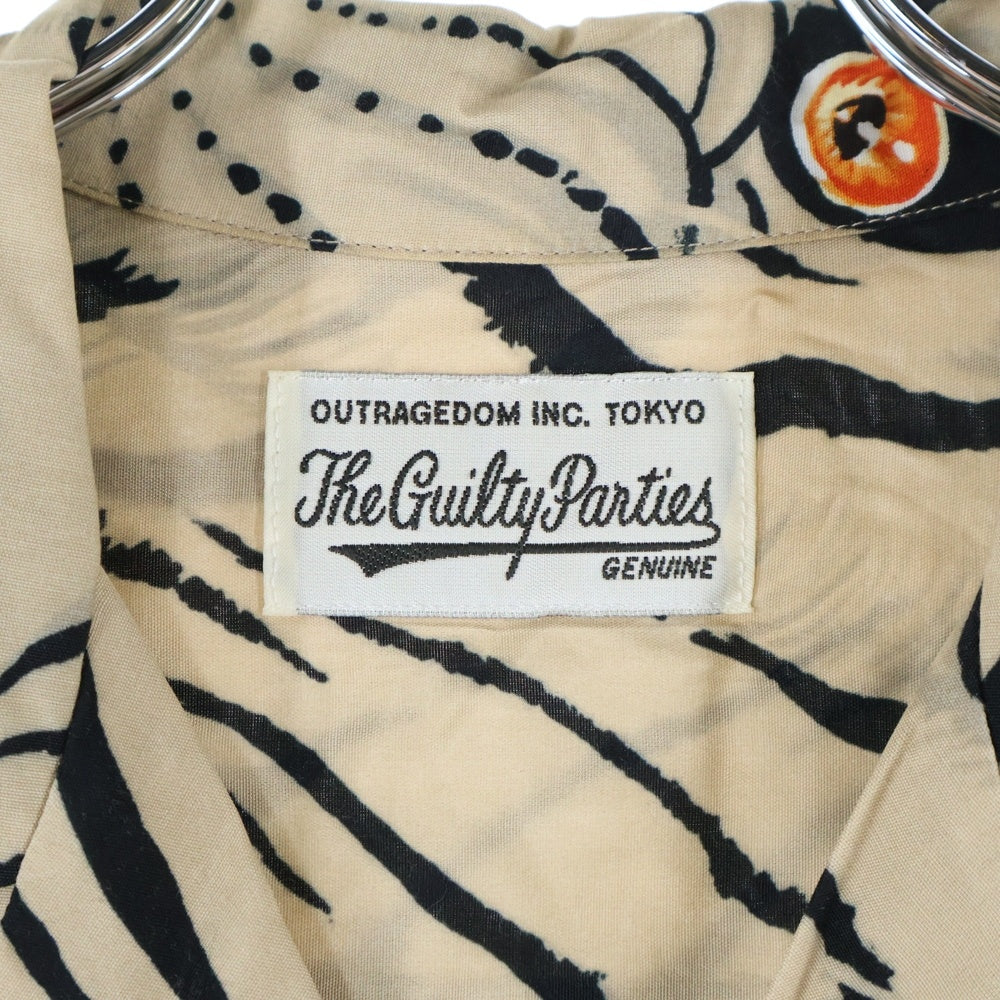 OUTRAGEDOM INC. TOKYO
The Guilty Parties
GENUINE